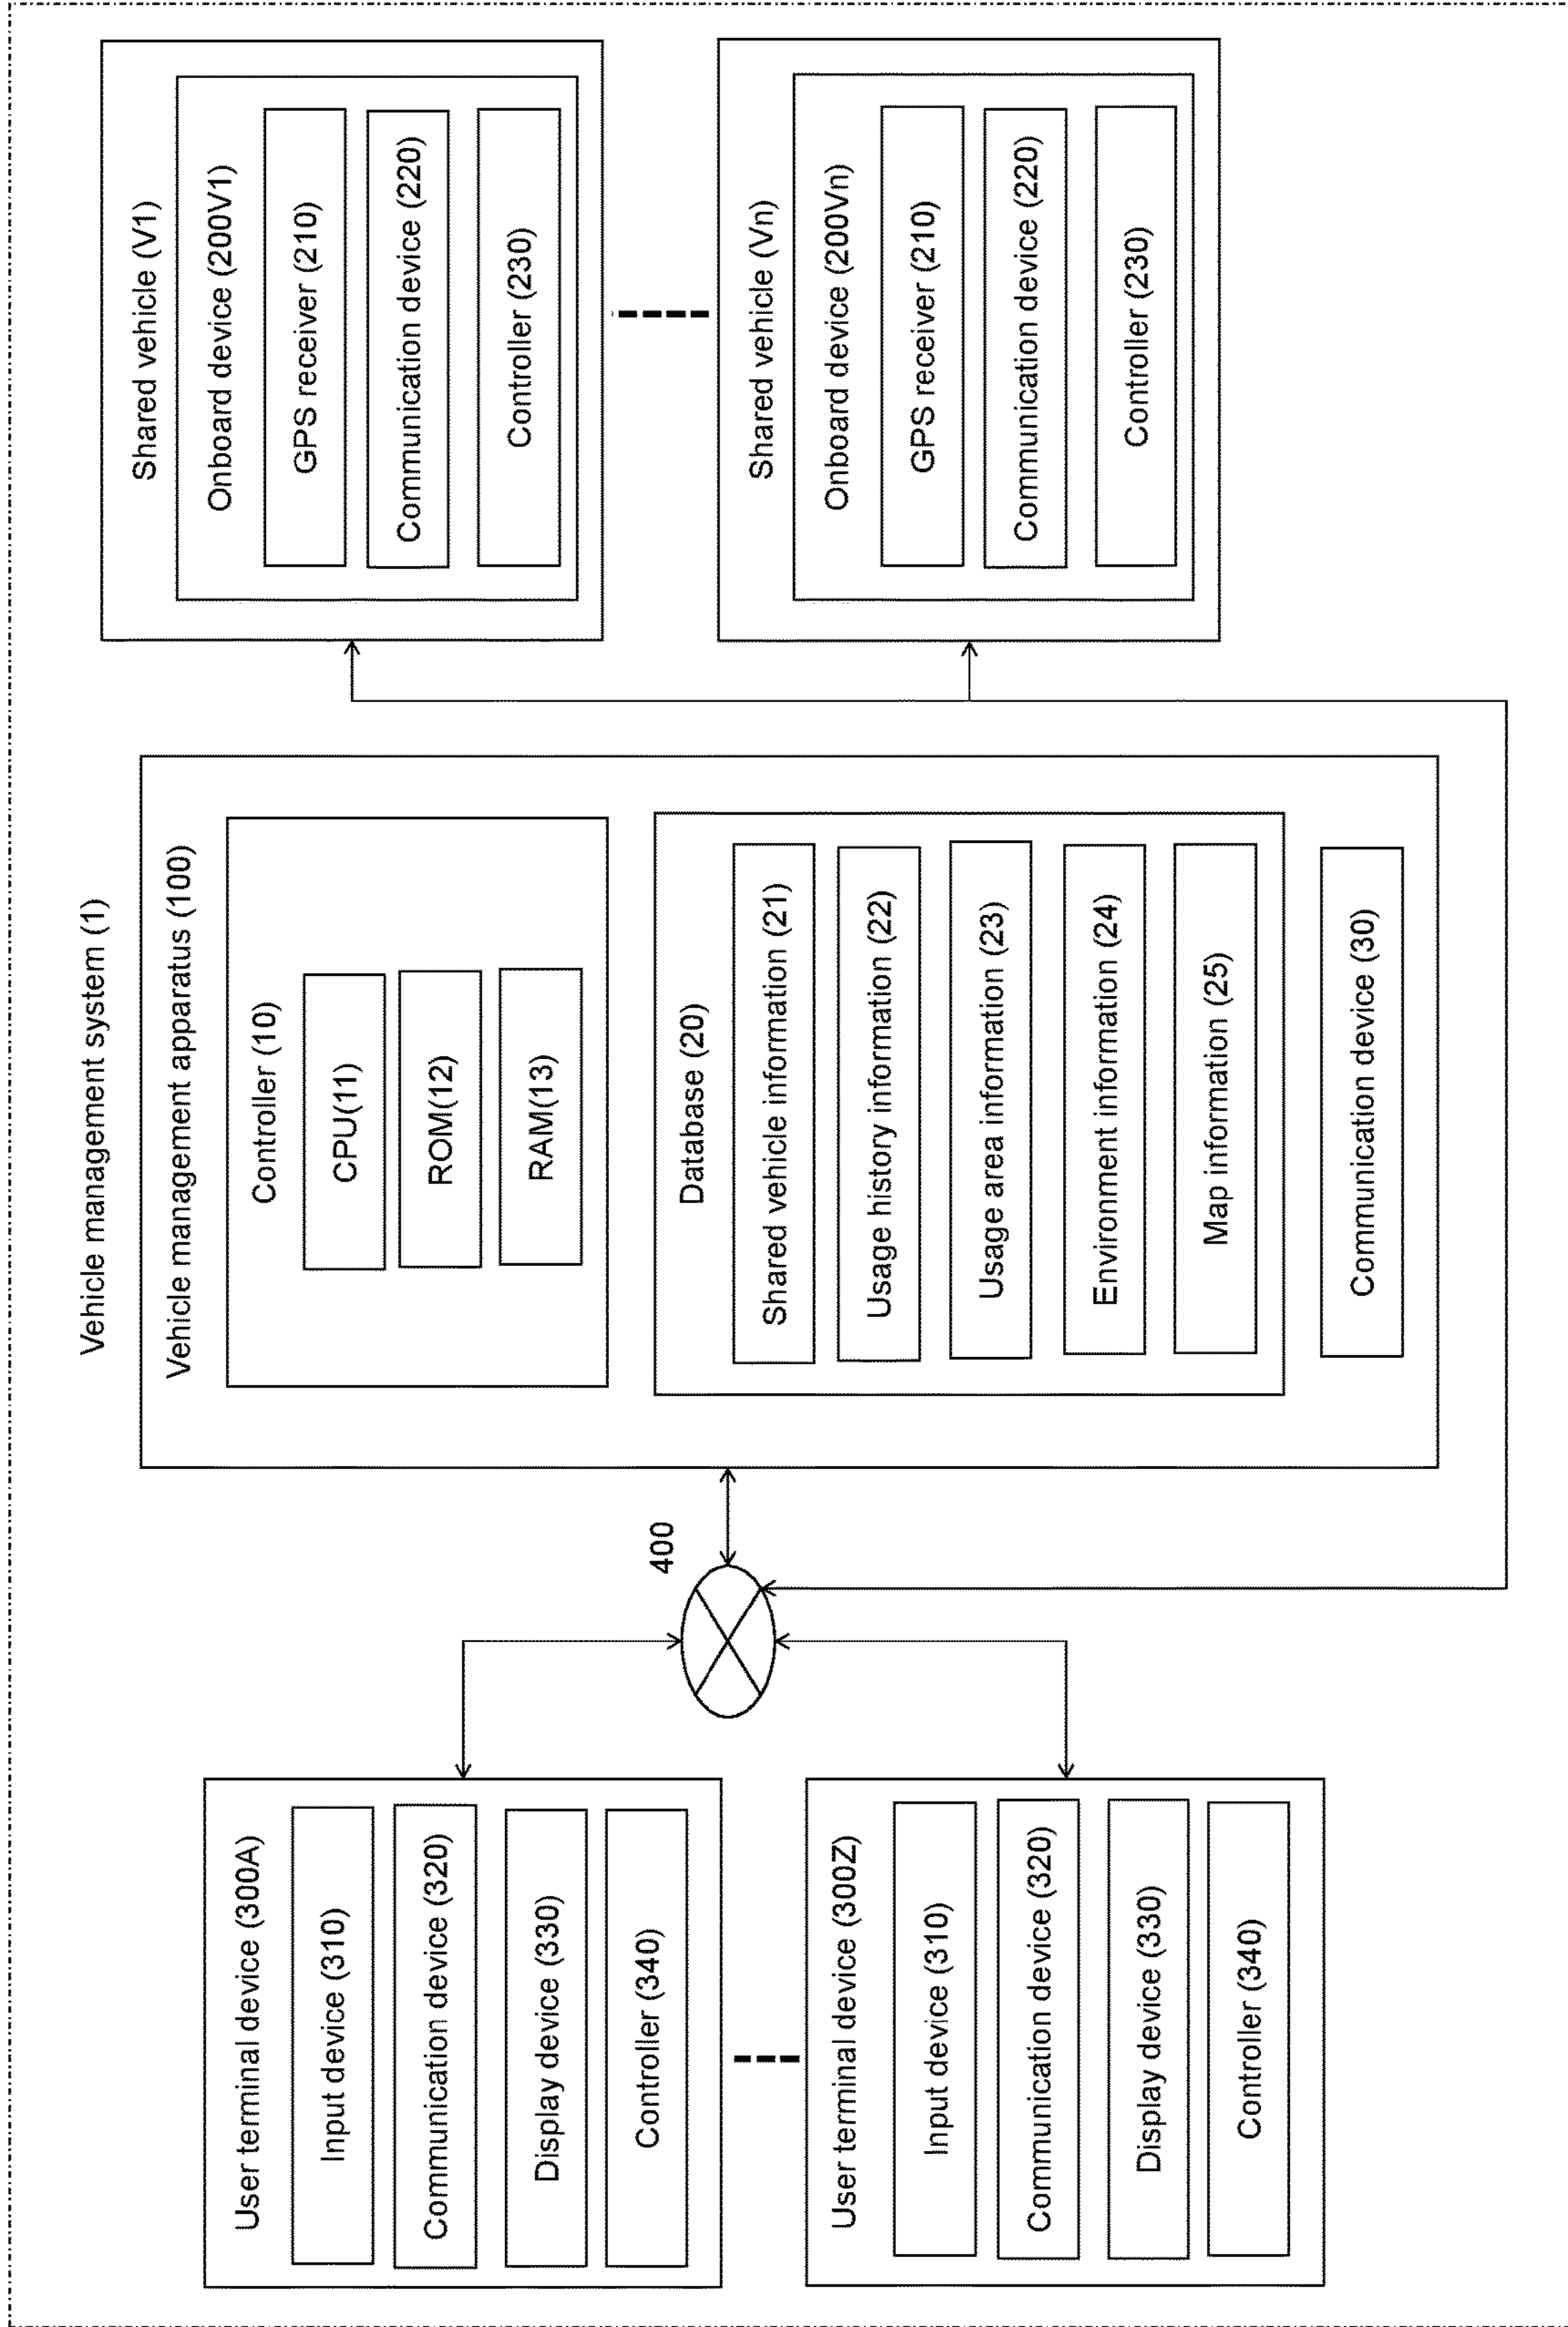 Vehicle management system (1)
User terminal device (300A)
Input device (310)
Communication device (320)
Display device (330)
Controller (340)
User terminal device (300Z)
Input device (310)
Communication device (320)
Display device (330)
Controller (340)
400
Vehicle management apparatus (100)
Controller (10)
CPU(11)
ROM(12)
RAM(13)
Database (20)
Shared vehicle information (21)
Usage history information (22)
Usage area information (23)
Environment information (24)
Map information (25)
Communication device (30)
Shared vehicle (V1)
Onboard device (200V1)
GPS receiver (210)
Communication device (220)
Controller (230)
Shared vehicle (Vn)
Onboard device (200Vn)
GPS receiver (210)
Communication device (220)
Controller (230)